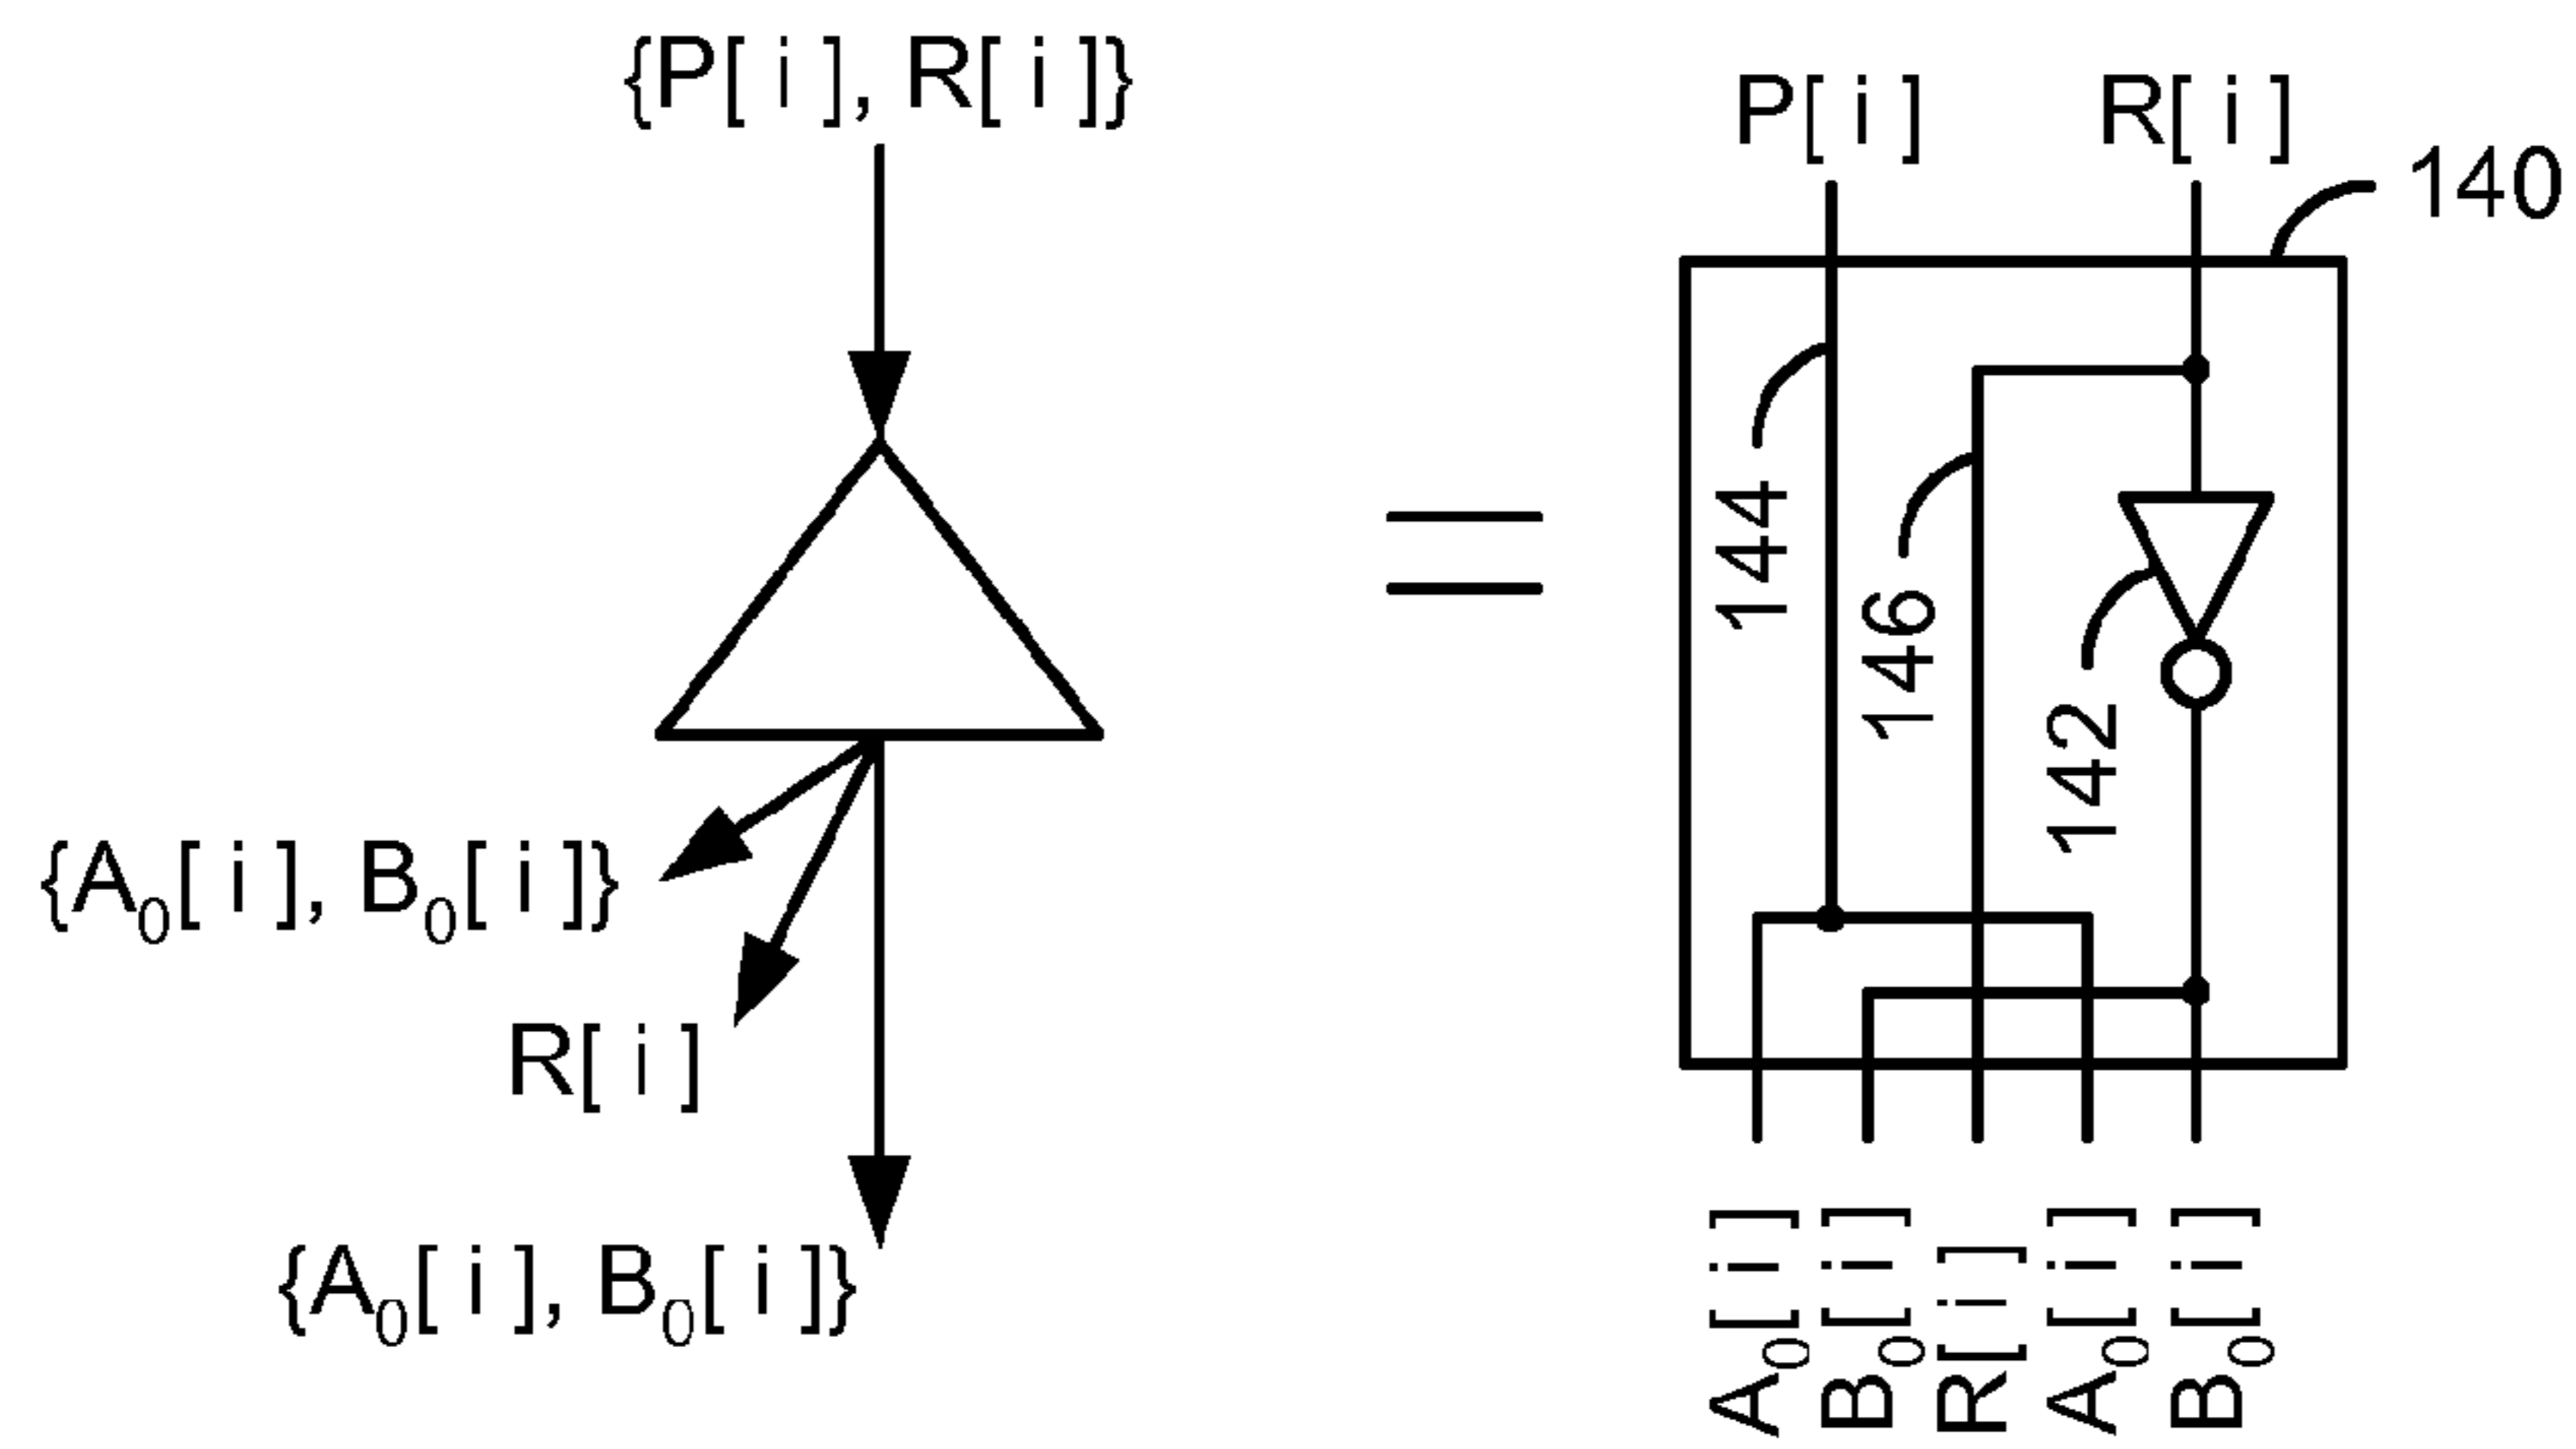 {P[ i ], R[ i ]}
{A₀[ i ], B₀[ i ]}
R[ i ]
{A₀[ i ], B₀[ i ]}
=
P[ i ]
R[ i ]
140
144
146
142
A₀[ i ]
B₀[ i ]
R[ i ]
A₀[ i ]
B₀[ i ]